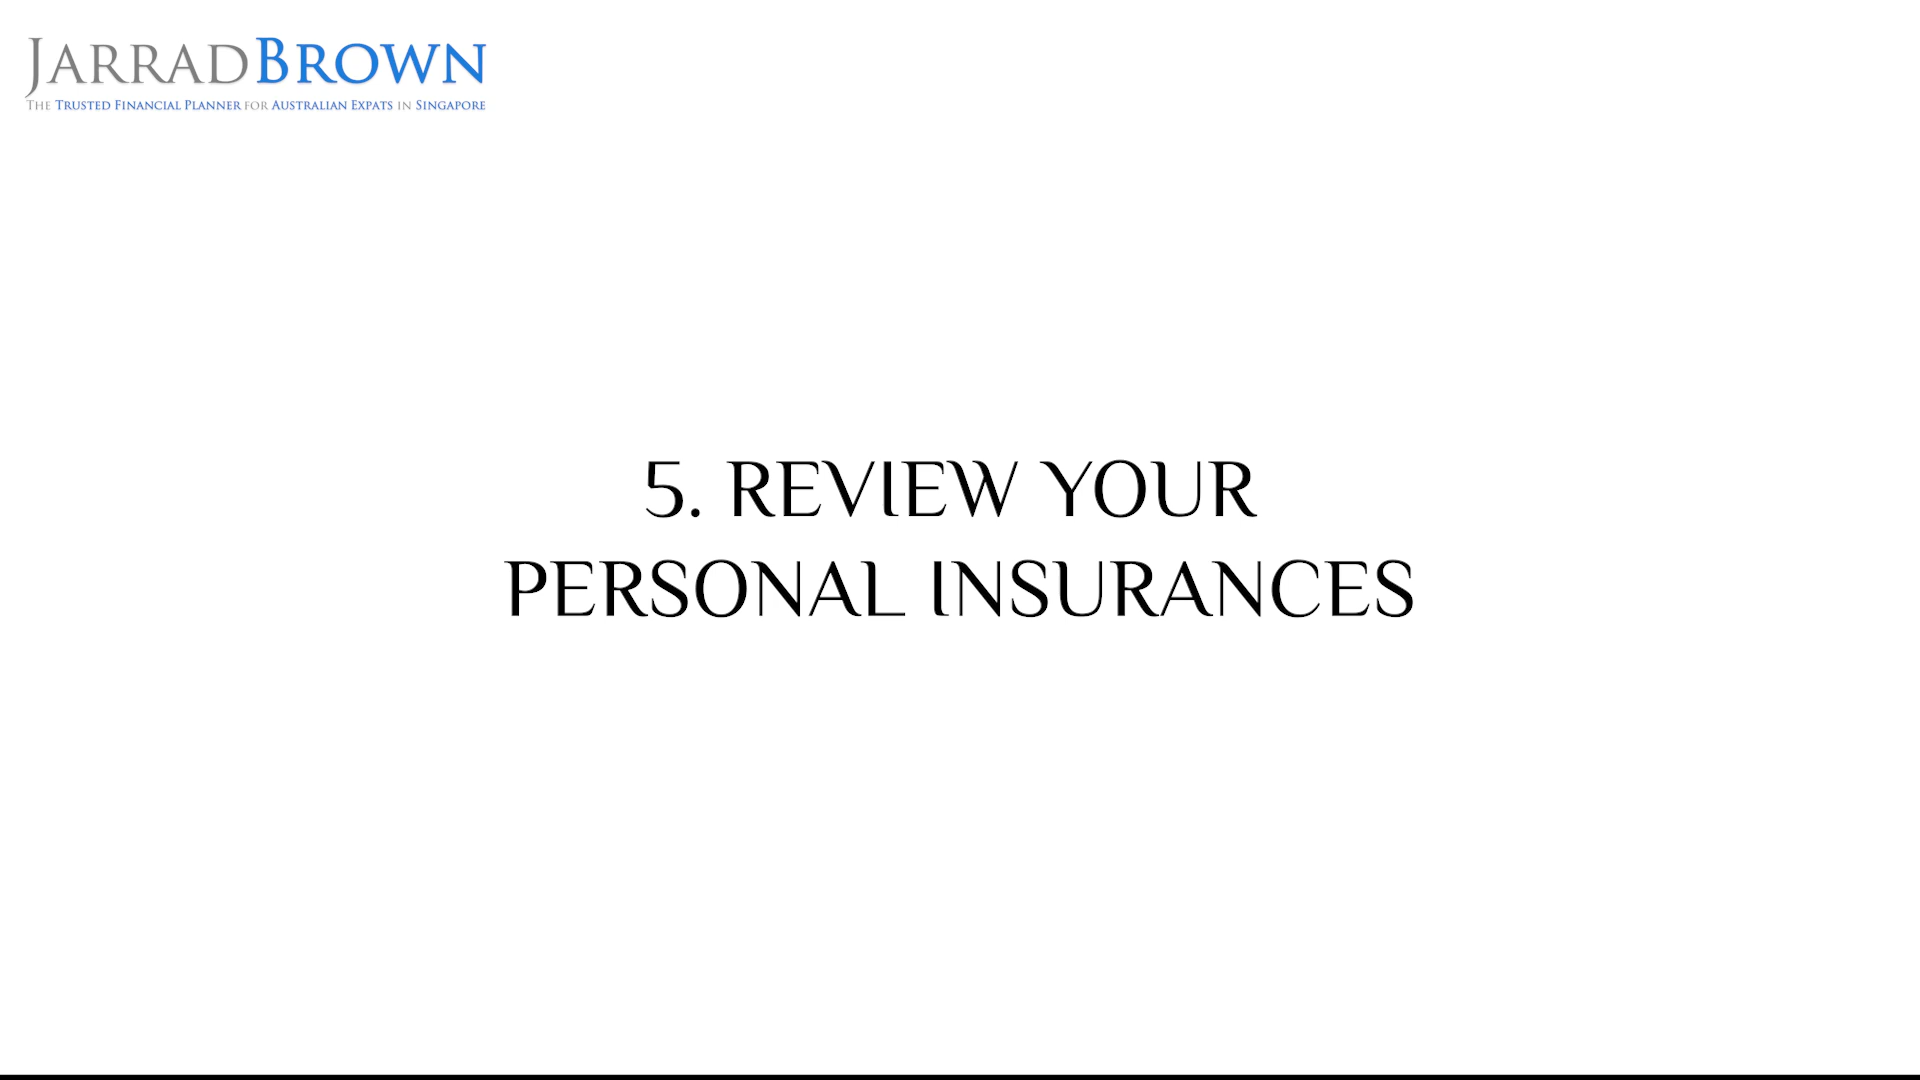 JARRADBROWN
THE TRUSTED FINANCIAL PLANNER FOR AUSTRALIAN EXPATS IN SINGAPORE
5. REVIEW YOUR
PERSONAL INSURANCES